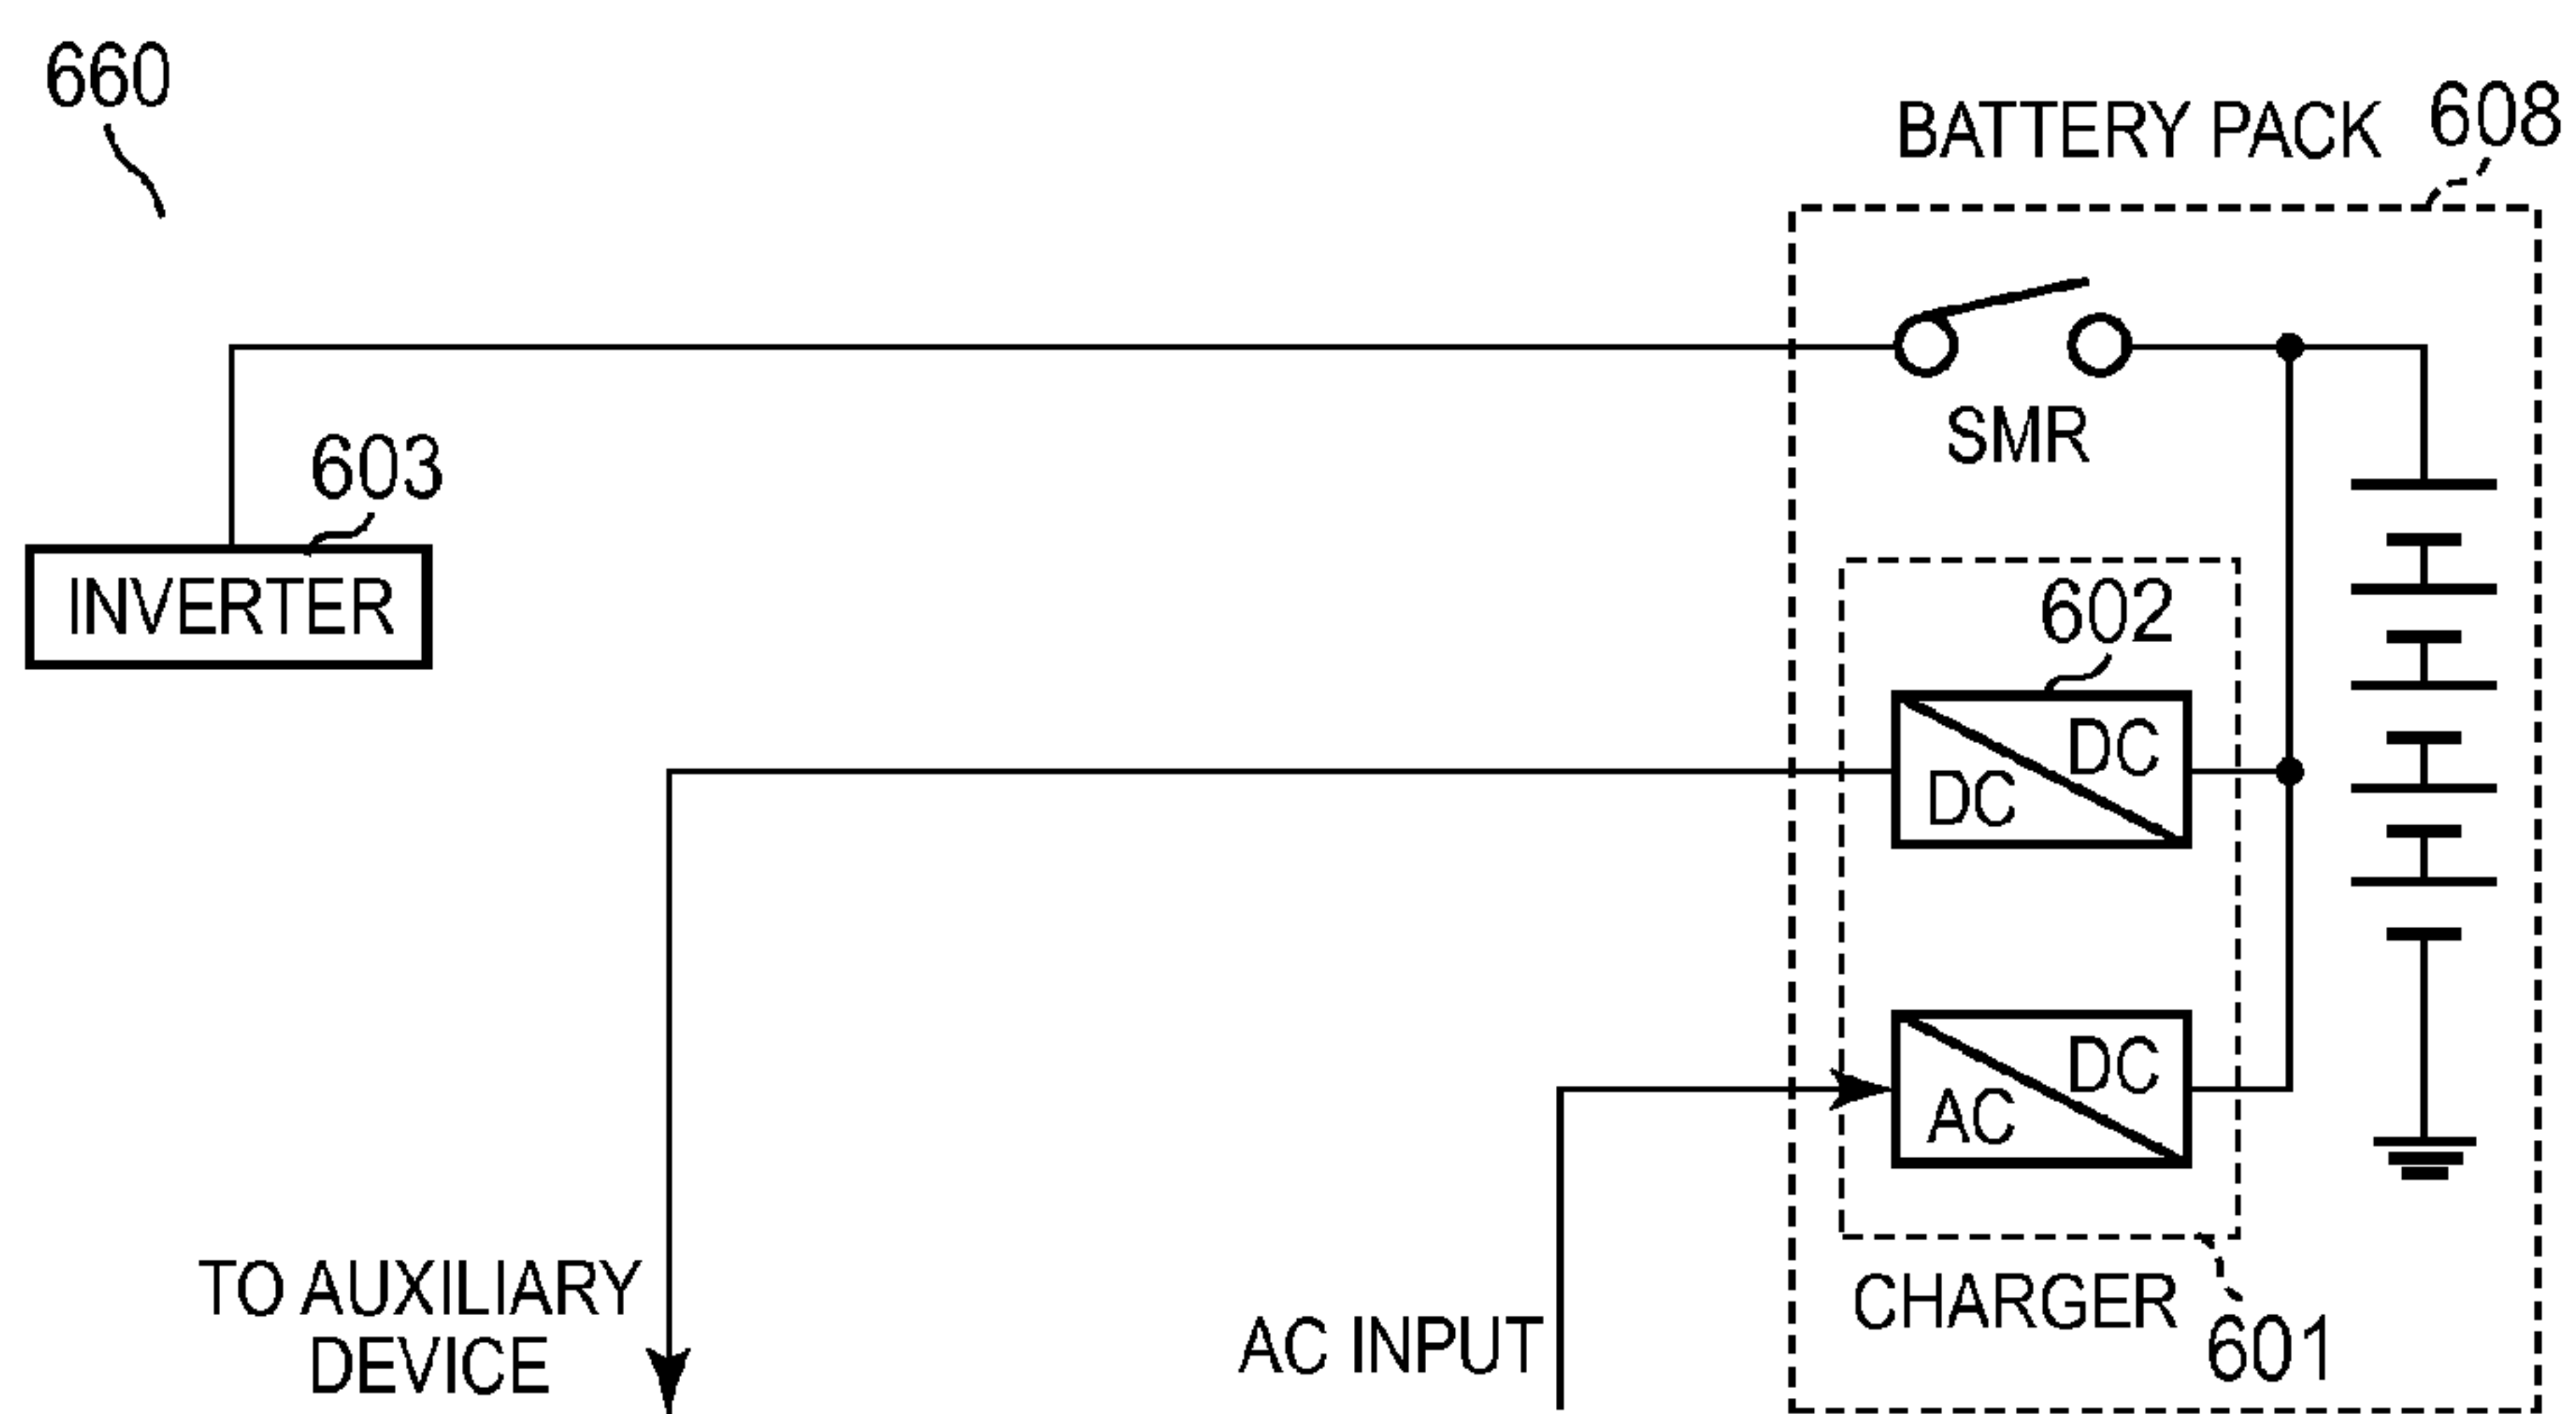 660
BATTERY PACK 608
SMR
603
INVERTER
602
DC
DC
DC
AC
TO AUXILIARY
DEVICE
AC INPUT
CHARGER
601